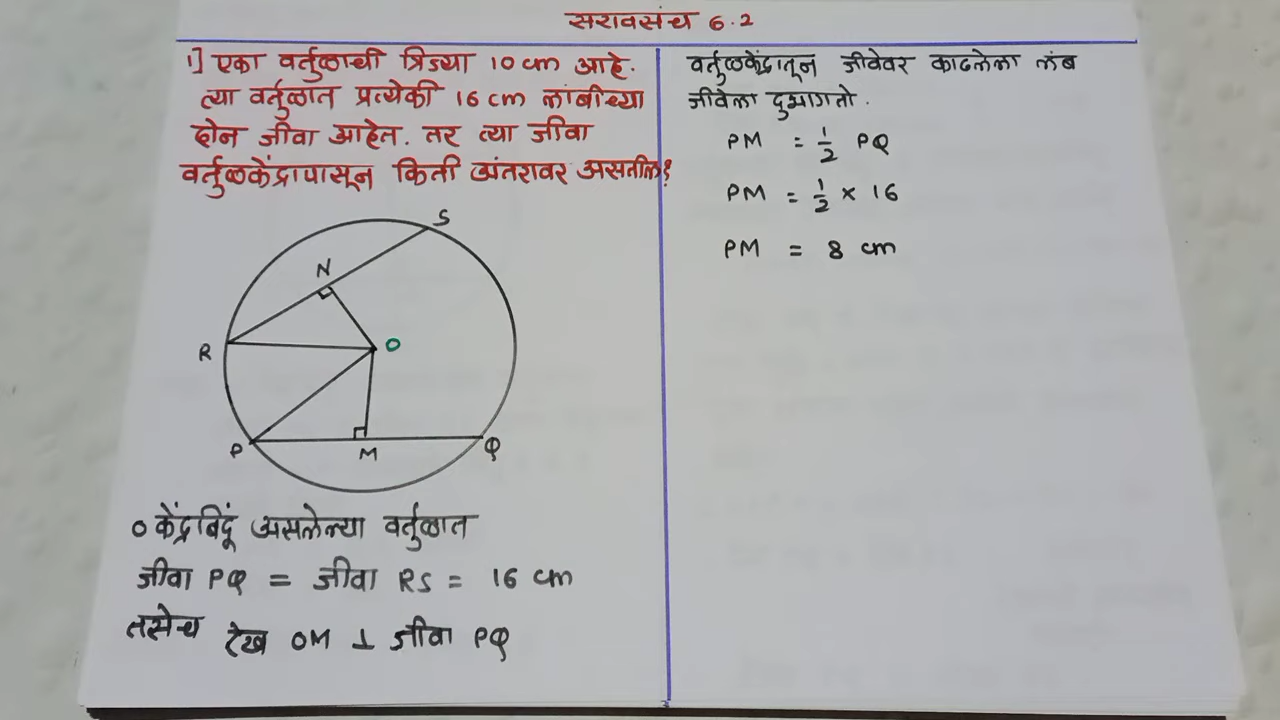 सरावसंच 6.2
1] एका वर्तुळाची त्रिज्या 10 cm आहे.
त्या वर्तुळात प्रत्येकी 16 cm लांबीच्या
दोन जीवा आहेत. तर त्या जीवा
वर्तुळकेंद्रापासून किती अंतरावर असतील?
S
N
R
O
P
M
Q
O केंद्रबिंदू असलेल्या वर्तुळात
जीवा PQ = जीवा RS = 16 cm
तसेच रेख OM ⊥ जीवा PQ
वर्तुळकेंद्रातून जीवेवर काढलेला लंब
जीवेला दुभागतो.
PM = 1/2 PQ
PM = 1/2 × 16
PM = 8 cm